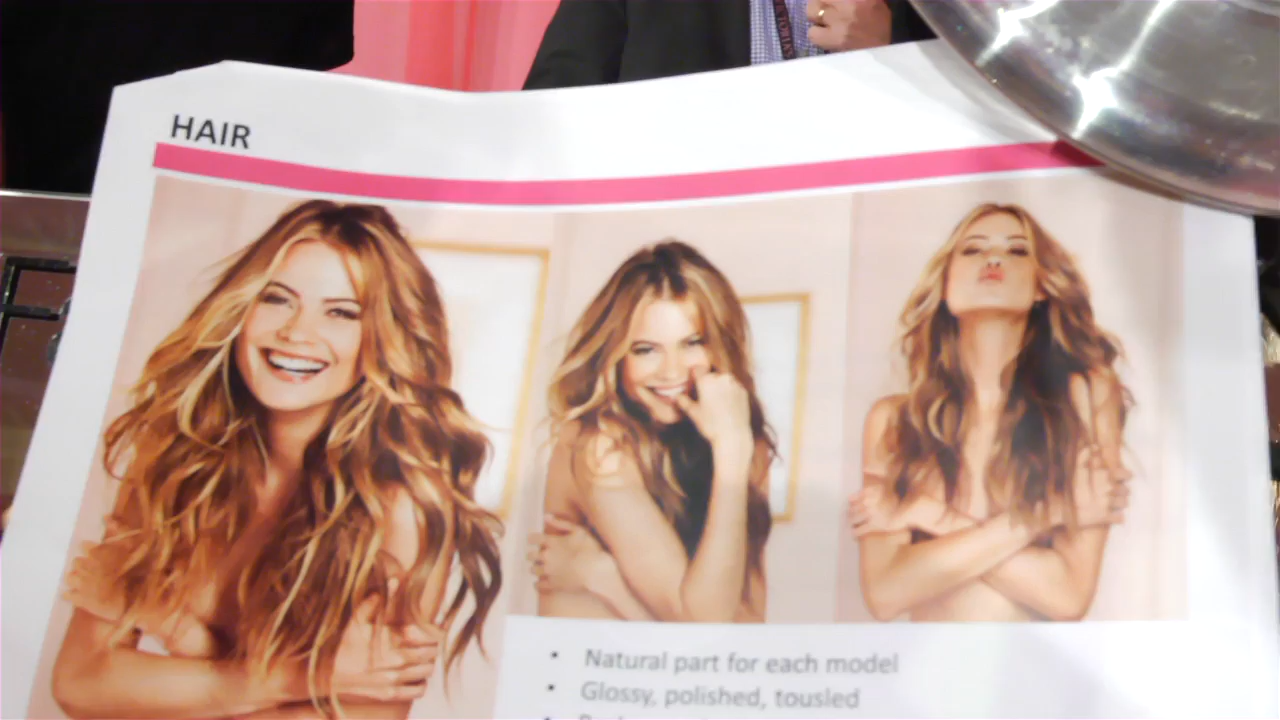 HAIR
• Natural part for each model
• Glossy, polished, tousled